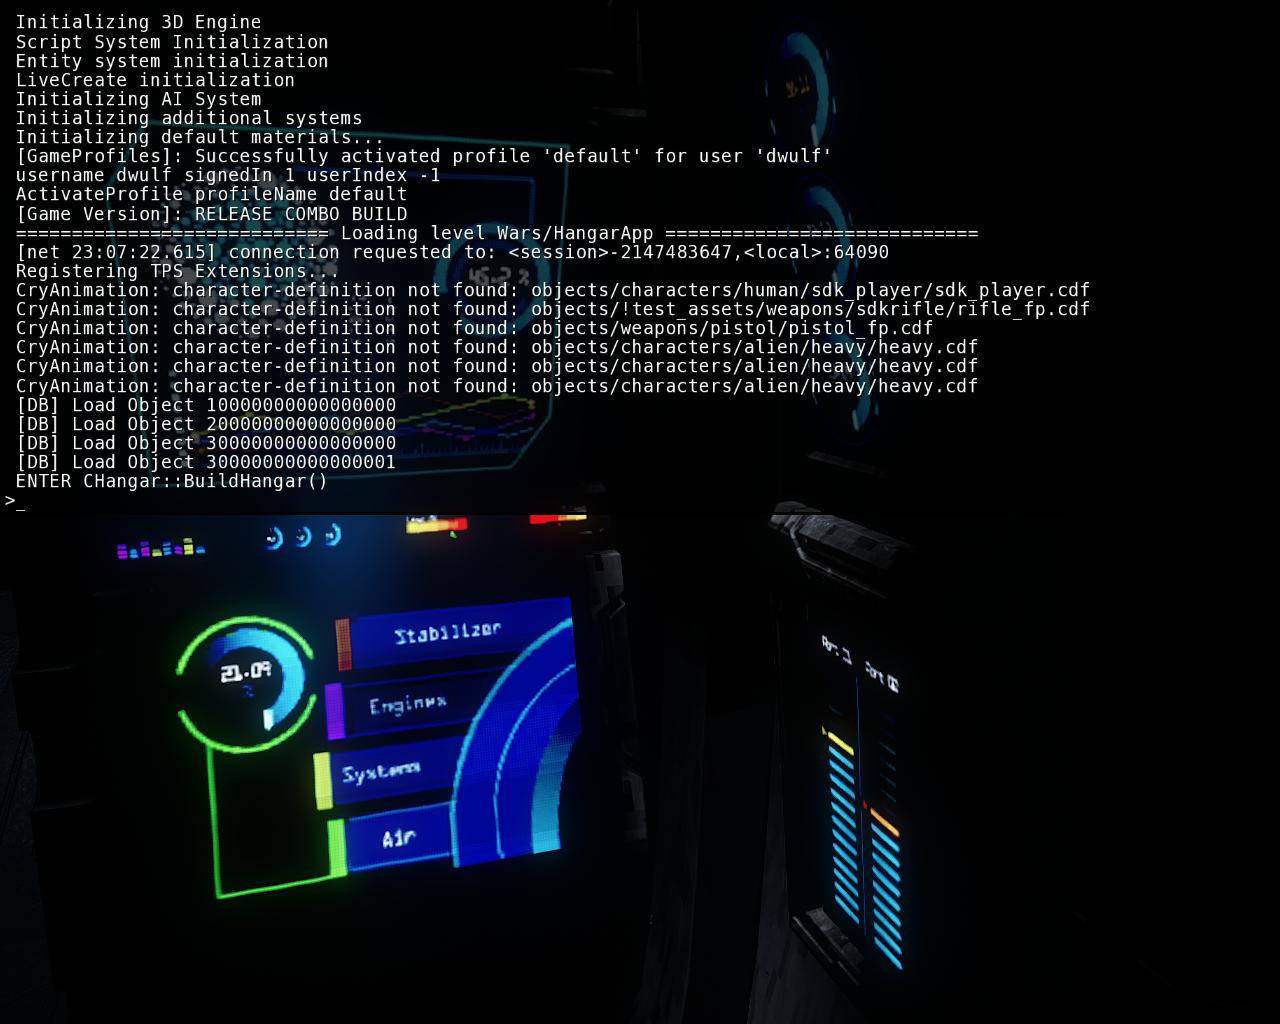 Initializing 3D Engine
Script System Initialization
Entity system initialization
LiveCreate initialization
Initializing AI System
Initializing additional systems
Initializing default materials...
[GameProfiles]: Successfully activated profile 'default' for user 'dwulf'
username dwulf signedIn 1 userIndex -1
ActivateProfile profileName default
[Game Version]: RELEASE COMBO BUILD
============================ Loading level Wars/HangarApp ============================
[net 23:07:22.615] connection requested to: <session>-2147483647,<local>:64090
Registering TPS Extensions...
CryAnimation: character-definition not found: objects/characters/human/sdk_player/sdk_player.cdf
CryAnimation: character-definition not found: objects/!test_assets/weapons/sdkrifle/rifle_fp.cdf
CryAnimation: character-definition not found: objects/weapons/pistol/pistol_fp.cdf
CryAnimation: character-definition not found: objects/characters/alien/heavy/heavy.cdf
CryAnimation: character-definition not found: objects/characters/alien/heavy/heavy.cdf
CryAnimation: character-definition not found: objects/characters/alien/heavy/heavy.cdf
[DB] Load Object 10000000000000000
[DB] Load Object 20000000000000000
[DB] Load Object 30000000000000000
[DB] Load Object 30000000000000001
ENTER CHangar::BuildHangar()
>_
21.09
%
Stabilizer
Engines
Systems
Air